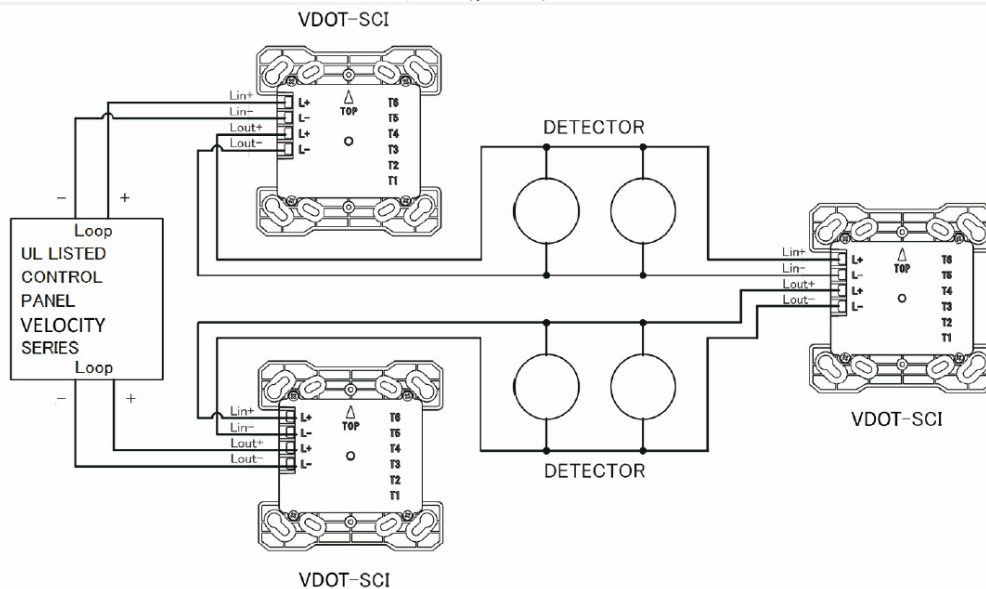 VDOT-SCI
Lin+
Lin-
Lout+
Lout-
L+
L-
L+
L-
TOP
T6
T5
T4
T3
T2
T1
DETECTOR
- +
Loop
UL LISTED
CONTROL
PANEL
VELOCITY
SERIES
Loop
- +
Lin+
Lin-
Lout+
Lout-
L+
L-
L+
L-
TOP
T6
T5
T4
T3
T2
T1
VDOT-SCI
Lin+
Lin-
Lout+
Lout-
L+
L-
L+
L-
TOP
T6
T5
T4
T3
T2
T1
DETECTOR
VDOT-SCI